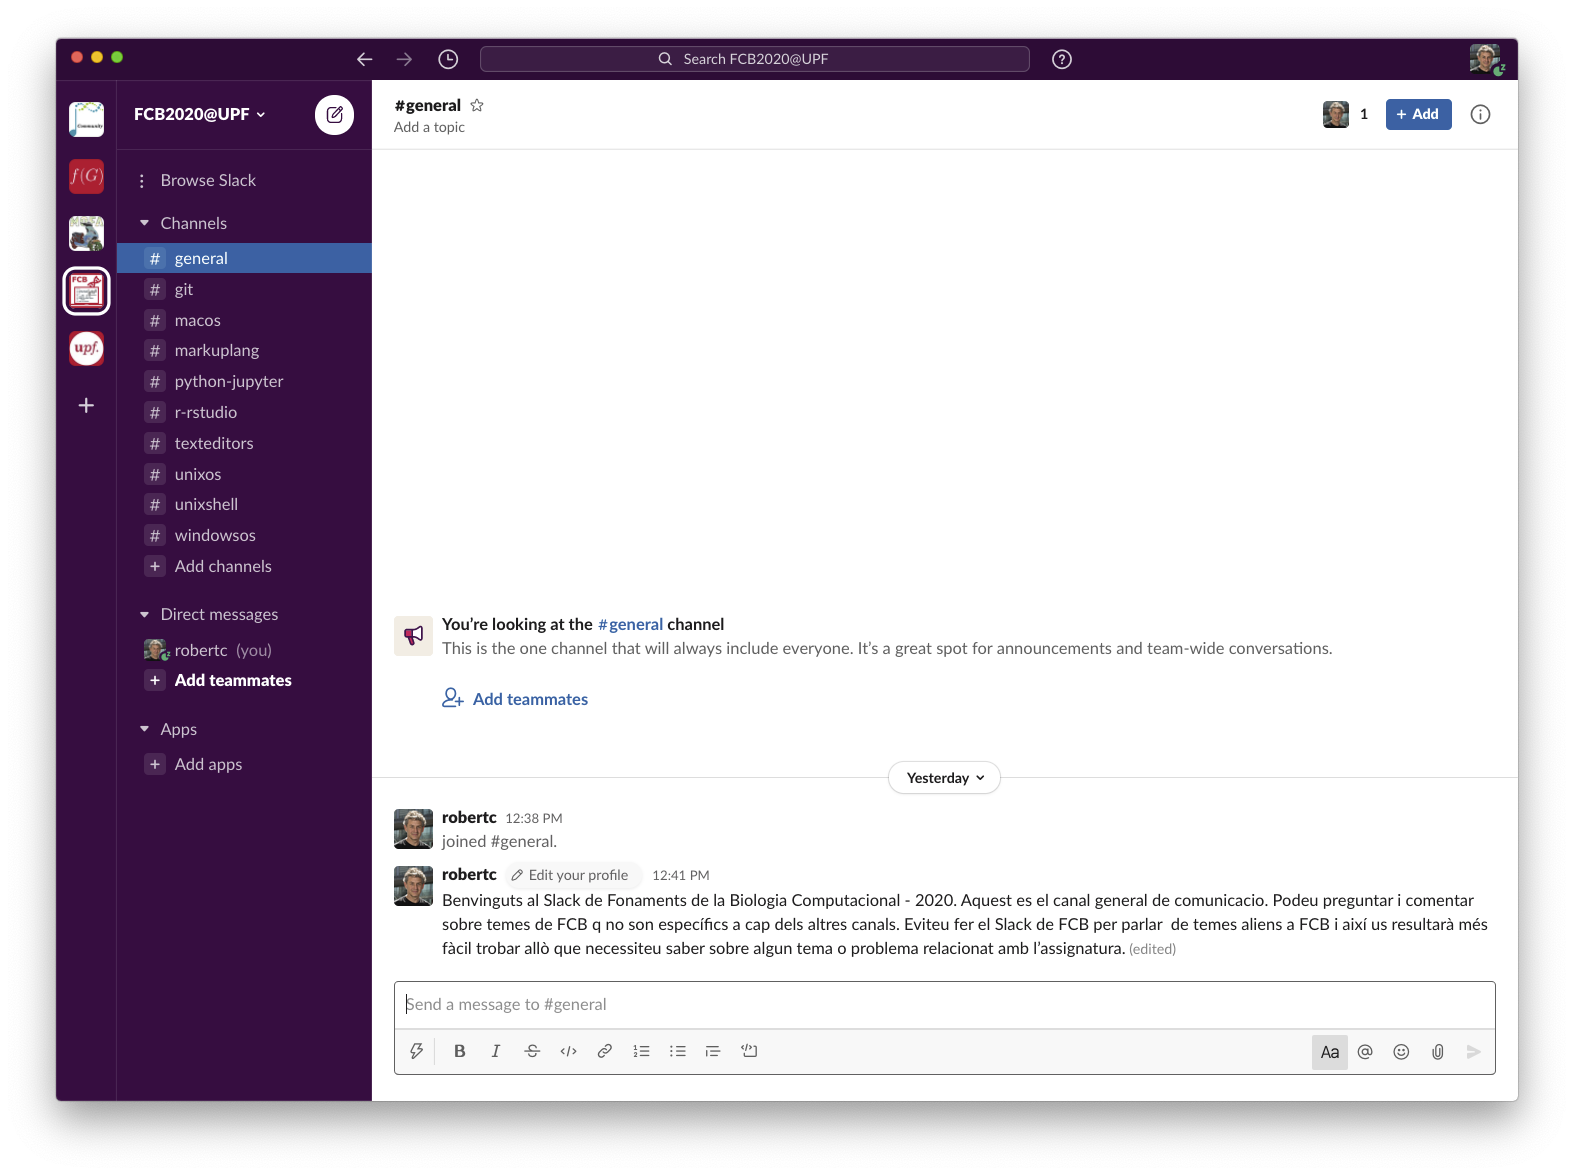 Search FCB2020@UPF
Community
f(G)
FCB
upf.
FCB2020@UPF
Browse Slack
Channels
# general
# git
# macos
# markuplang
# python-jupyter
# r-rstudio
# texteditors
# unixos
# unixshell
# windowsos
+ Add channels
Direct messages
robertc (you)
+ Add teammates
Apps
+ Add apps
#general
Add a topic
1
+ Add
You’re looking at the #general channel
This is the one channel that will always include everyone. It’s a great spot for announcements and team-wide conversations.
Add teammates
Yesterday
robertc 12:38 PM
joined #general.
robertc Edit your profile 12:41 PM
Benvinguts al Slack de Fonaments de la Biologia Computacional - 2020. Aquest es el canal general de comunicacio. Podeu preguntar i comentar
sobre temes de FCB q no son específics a cap dels altres canals. Eviteu fer el Slack de FCB per parlar  de temes aliens a FCB i així us resultarà més
fàcil trobar allò que necessiteu saber sobre algun tema o problema relacionat amb l’assignatura. (edited)
Send a message to #general
B I S </> Aa @